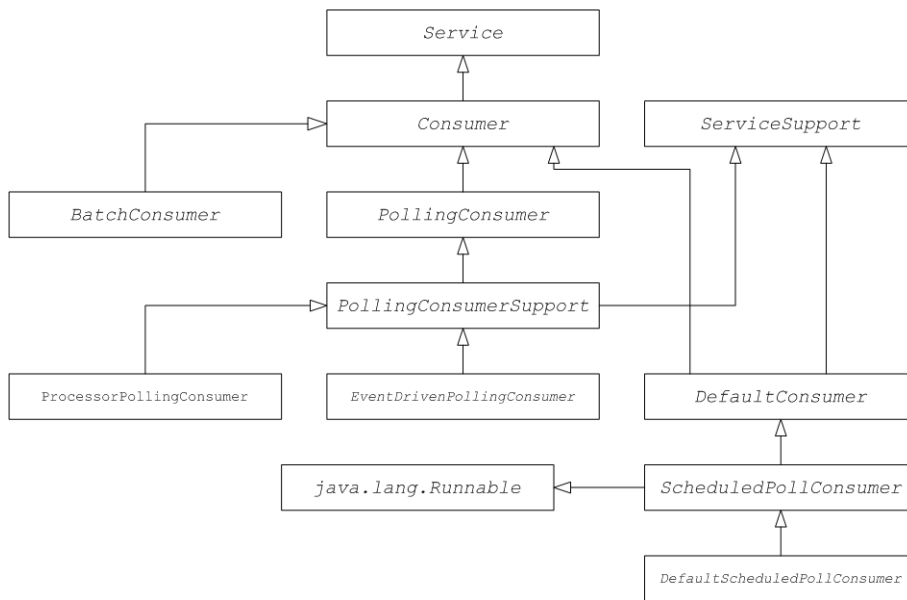 Service
Consumer
ServiceSupport
BatchConsumer
PollingConsumer
PollingConsumerSupport
ProcessorPollingConsumer
EventDrivenPollingConsumer
DefaultConsumer
java.lang.Runnable
ScheduledPollConsumer
DefaultScheduledPollConsumer